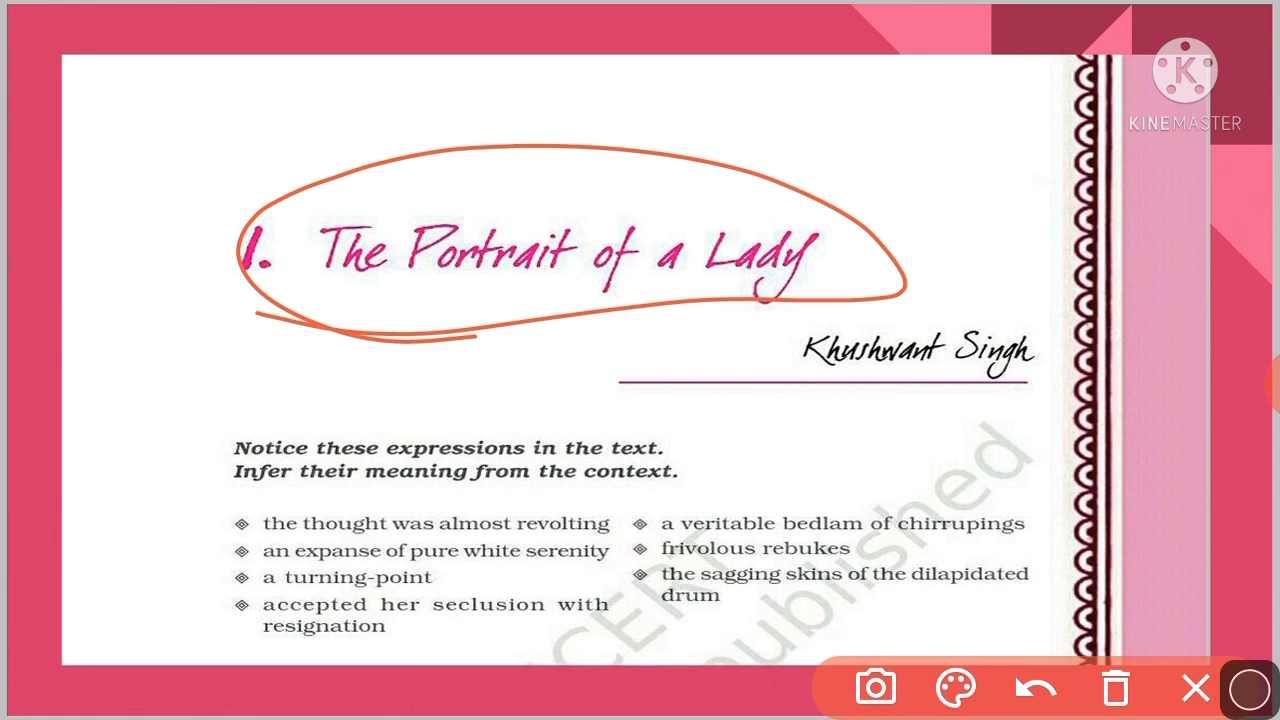 KINEMASTER
1. The Portrait of a Lady
Khushwant Singh
Notice these expressions in the text.
Infer their meaning from the context.
the thought was almost revolting
an expanse of pure white serenity
a turning-point
accepted her seclusion with
resignation
a veritable bedlam of chirrupings
frivolous rebukes
the sagging skins of the dilapidated
drum